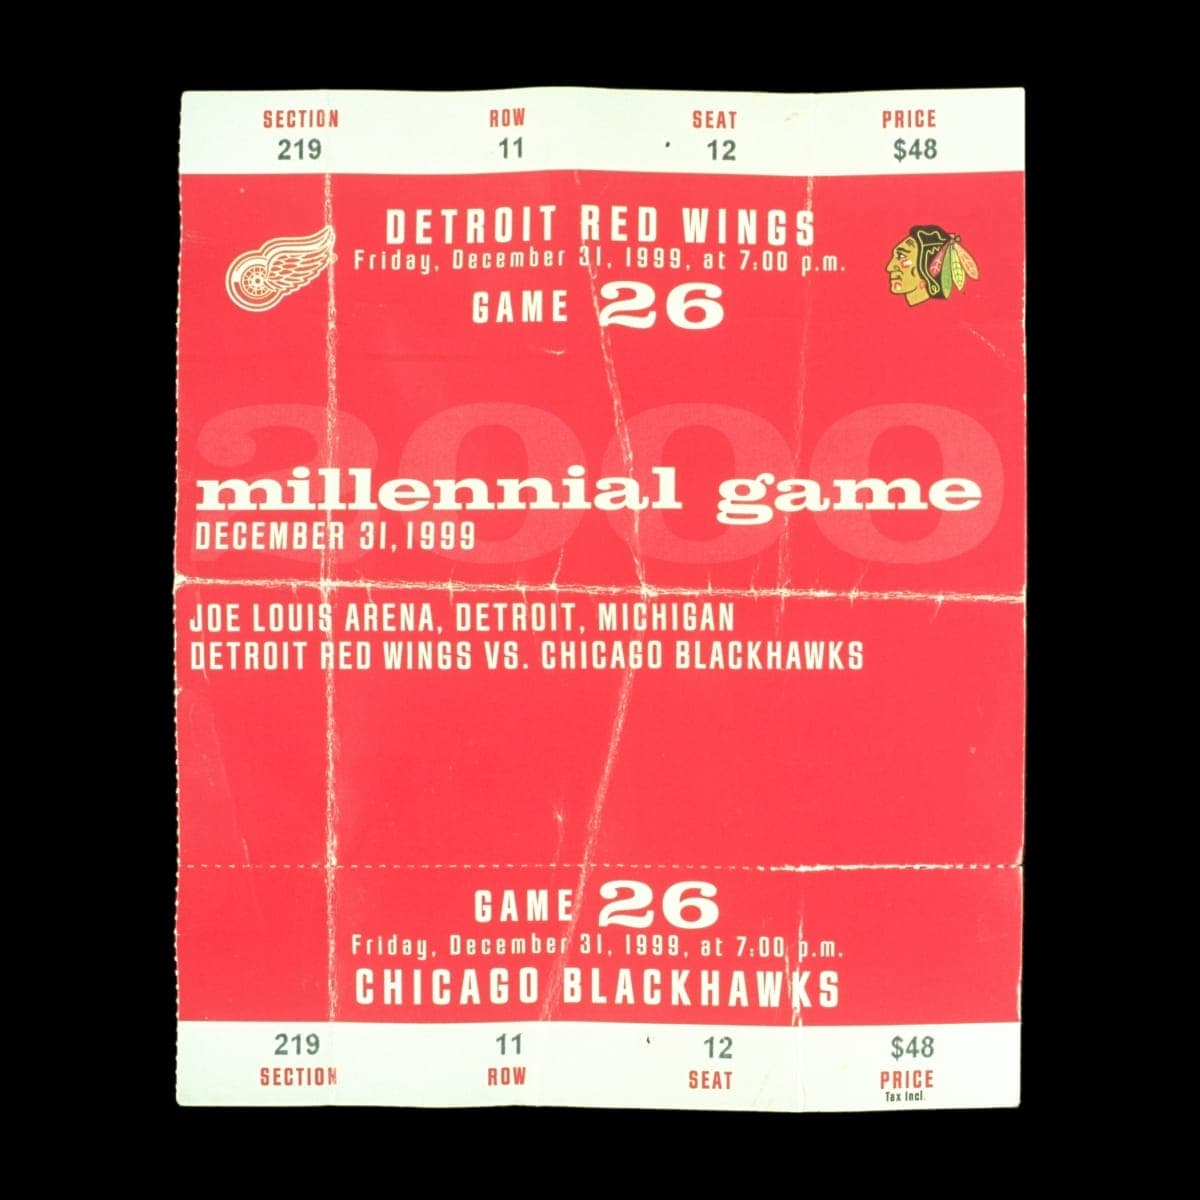 SECTION ROW SEAT PRICE
219 11 12 $48
DETROIT RED WINGS
Friday, December 31, 1999, at 7:00 p.m.
GAME 26
2000
millennial game
DECEMBER 31, 1999
JOE LOUIS ARENA, DETROIT, MICHIGAN
DETROIT RED WINGS VS. CHICAGO BLACKHAWKS
GAME 26
Friday, December 31, 1999, at 7:00 p.m.
CHICAGO BLACKHAWKS
219 11 12 $48
SECTION ROW SEAT PRICE
Tax Incl.